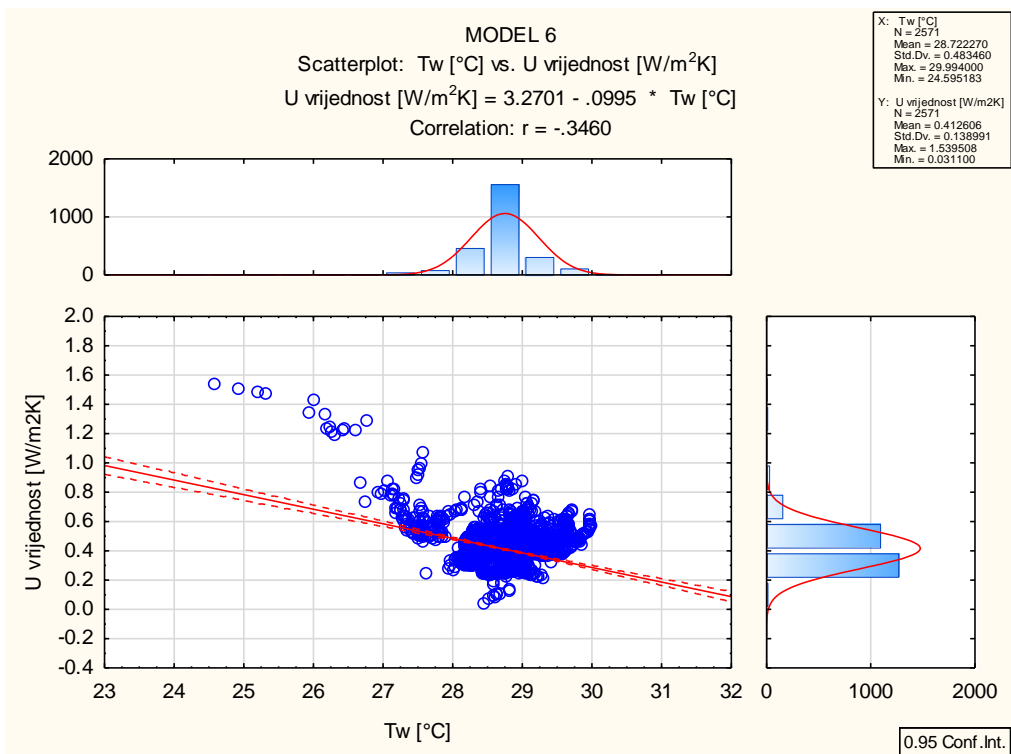 MODEL 6
Scatterplot: Tw [°C] vs. U vrijednost [W/m²K]
U vrijednost [W/m²K] = 3.2701 - .0995 * Tw [°C]
Correlation: r = -.3460
X: Tw [°C]
N = 2571
Mean = 28.722270
Std.Dv. = 0.483460
Max. = 29.994000
Min. = 24.595183
Y: U vrijednost [W/m2K]
N = 2571
Mean = 0.412606
Std.Dv. = 0.138991
Max. = 1.539508
Min. = 0.031100
2000
1000
0
2.0
1.8
1.6
1.4
1.2
1.0
0.8
0.6
0.4
0.2
0.0
-0.2
-0.4
U vrijednost [W/m2K]
23 24 25 26 27 28 29 30 31 32
Tw [°C]
0 1000 2000
0.95 Conf.Int.